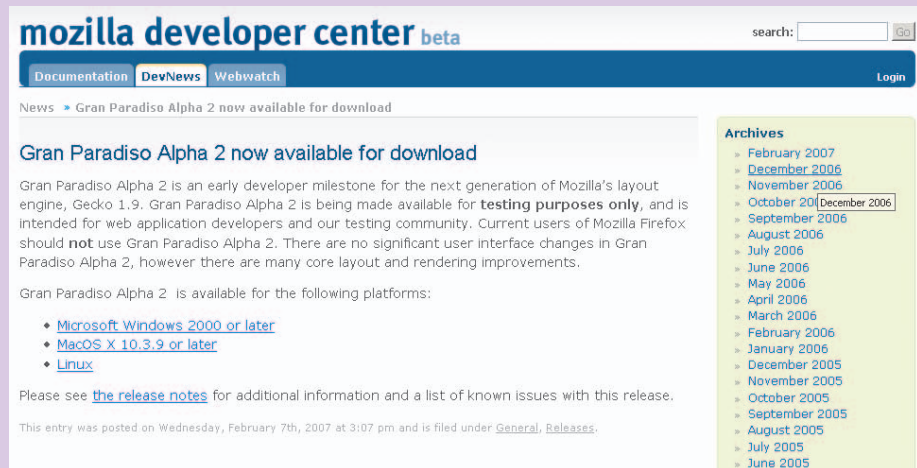 mozilla developer center beta
search:
Go
Documentation DevNews Webwatch
Login
News » Gran Paradiso Alpha 2 now available for download
Gran Paradiso Alpha 2 now available for download
Gran Paradiso Alpha 2 is an early developer milestone for the next generation of Mozilla's layout
engine, Gecko 1.9. Gran Paradiso Alpha 2 is being made available for testing purposes only, and is
intended for web application developers and our testing community. Current users of Mozilla Firefox
should not use Gran Paradiso Alpha 2. There are no significant user interface changes in Gran
Paradiso Alpha 2, however there are many core layout and rendering improvements.
Gran Paradiso Alpha 2 is available for the following platforms:
Microsoft Windows 2000 or later
MacOS X 10.3.9 or later
Linux
Please see the release notes for additional information and a list of known issues with this release.
This entry was posted on Wednesday, February 7th, 2007 at 3:07 pm and is filed under General, Releases.
Archives
» February 2007
» December 2006
» November 2006
» October
December 2006
» September 2006
» August 2006
» July 2006
» June 2006
» May 2006
» April 2006
» March 2006
» February 2006
» January 2006
» December 2005
» November 2005
» October 2005
» September 2005
» August 2005
» July 2005
» June 2005